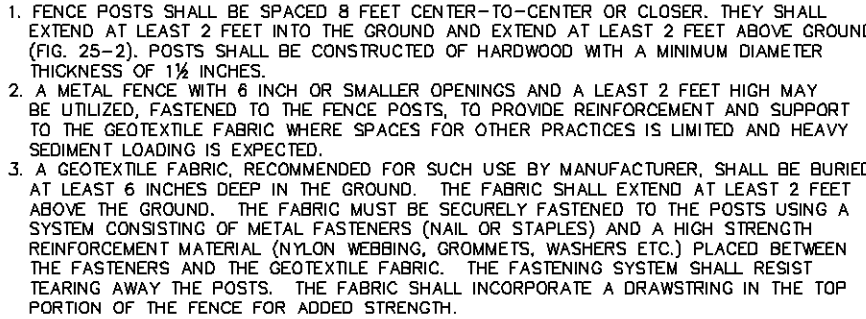 1. FENCE POSTS SHALL BE SPACED 8 FEET CENTER-TO-CENTER OR CLOSER. THEY SHALL
EXTEND AT LEAST 2 FEET INTO THE GROUND AND EXTEND AT LEAST 2 FEET ABOVE GROUND
(FIG. 25-2). POSTS SHALL BE CONSTRUCTED OF HARDWOOD WITH A MINIMUM DIAMETER
THICKNESS OF 1½ INCHES.
2. A METAL FENCE WITH 6 INCH OR SMALLER OPENINGS AND A LEAST 2 FEET HIGH MAY
BE UTILIZED, FASTENED TO THE FENCE POSTS, TO PROVIDE REINFORCEMENT AND SUPPORT
TO THE GEOTEXTILE FABRIC WHERE SPACES FOR OTHER PRACTICES IS LIMITED AND HEAVY
SEDIMENT LOADING IS EXPECTED.
3. A GEOTEXTILE FABRIC, RECOMMENDED FOR SUCH USE BY MANUFACTURER, SHALL BE BURIED
AT LEAST 6 INCHES DEEP IN THE GROUND. THE FABRIC SHALL EXTEND AT LEAST 2 FEET
ABOVE THE GROUND. THE FABRIC MUST BE SECURELY FASTENED TO THE POSTS USING A
SYSTEM CONSISTING OF METAL FASTENERS (NAIL OR STAPLES) AND A HIGH STRENGTH
REINFORCEMENT MATERIAL (NYLON WEBBING, GROMMETS, WASHERS ETC.) PLACED BETWEEN
THE FASTENERS AND THE GEOTEXTILE FABRIC. THE FASTENING SYSTEM SHALL RESIST
TEARING AWAY THE POSTS. THE FABRIC SHALL INCORPORATE A DRAWSTRING IN THE TOP
PORTION OF THE FENCE FOR ADDED STRENGTH.